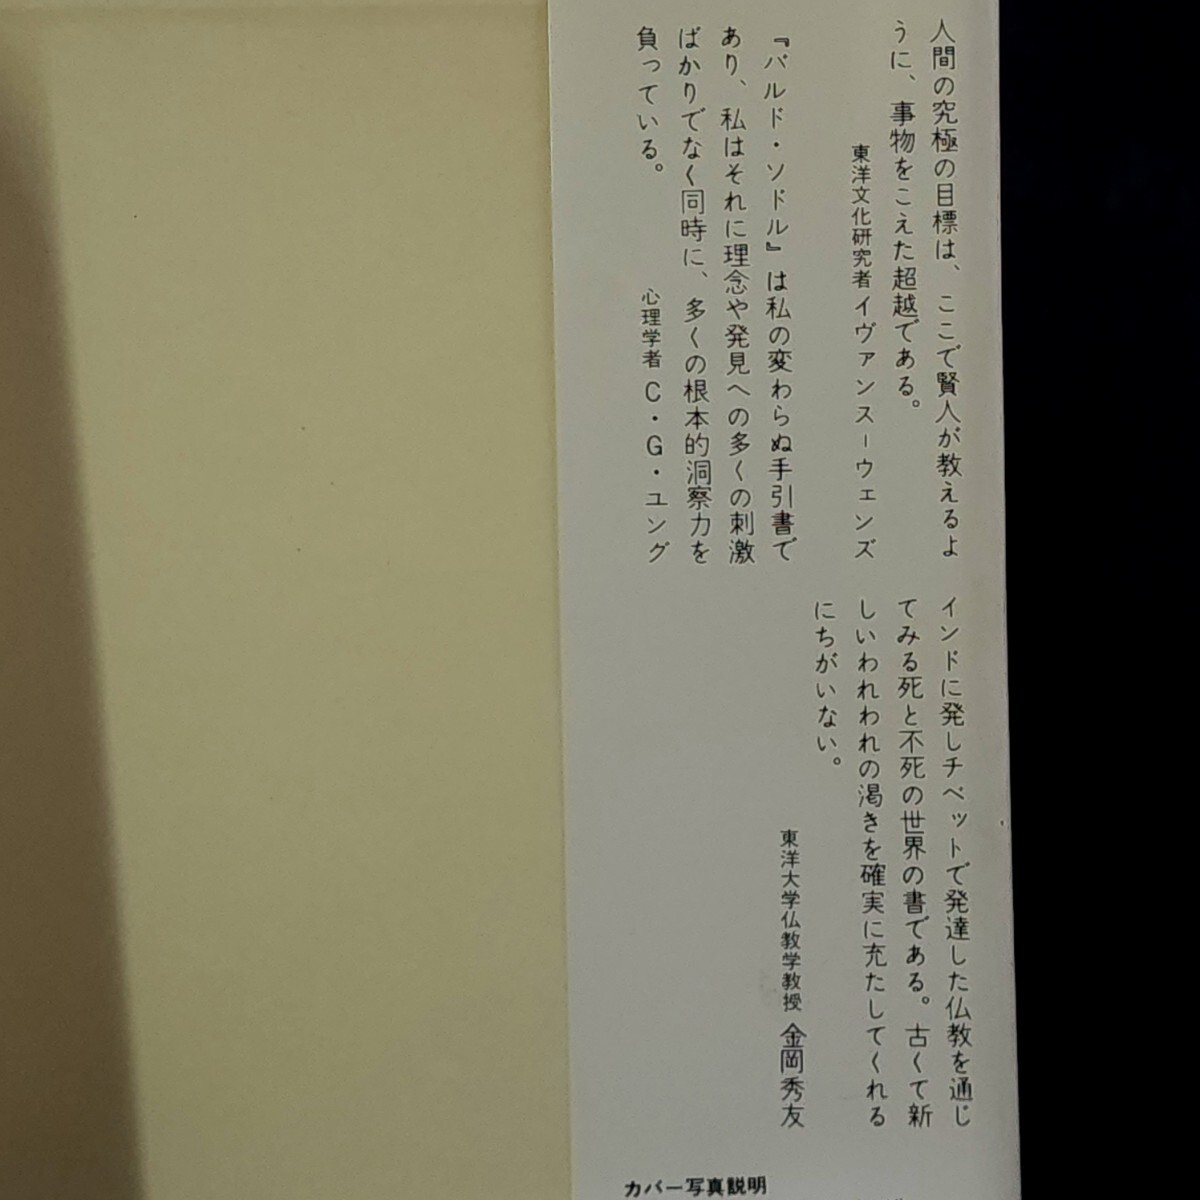 人間の究極の目標は、ここで賢人が教えるよ
うに、事物をこえた超越である。
東洋文化研究者 イヴァンス－ウェンズ
『バルド・ソドル』は私の変わらぬ手引書で
あり、私はそれに理念や発見への多くの刺激
ばかりでなく同時に、多くの根本的洞察力を
負っている。
心理学者 C・G・ユング
インドに発しチベットで発達した仏教を通じ
てみる死と不死の世界の書である。古くて新
しいわれわれの渇きを確実に充たしてくれる
にちがいない。
東洋大学仏教学教授 金岡秀友
カバー写真説明